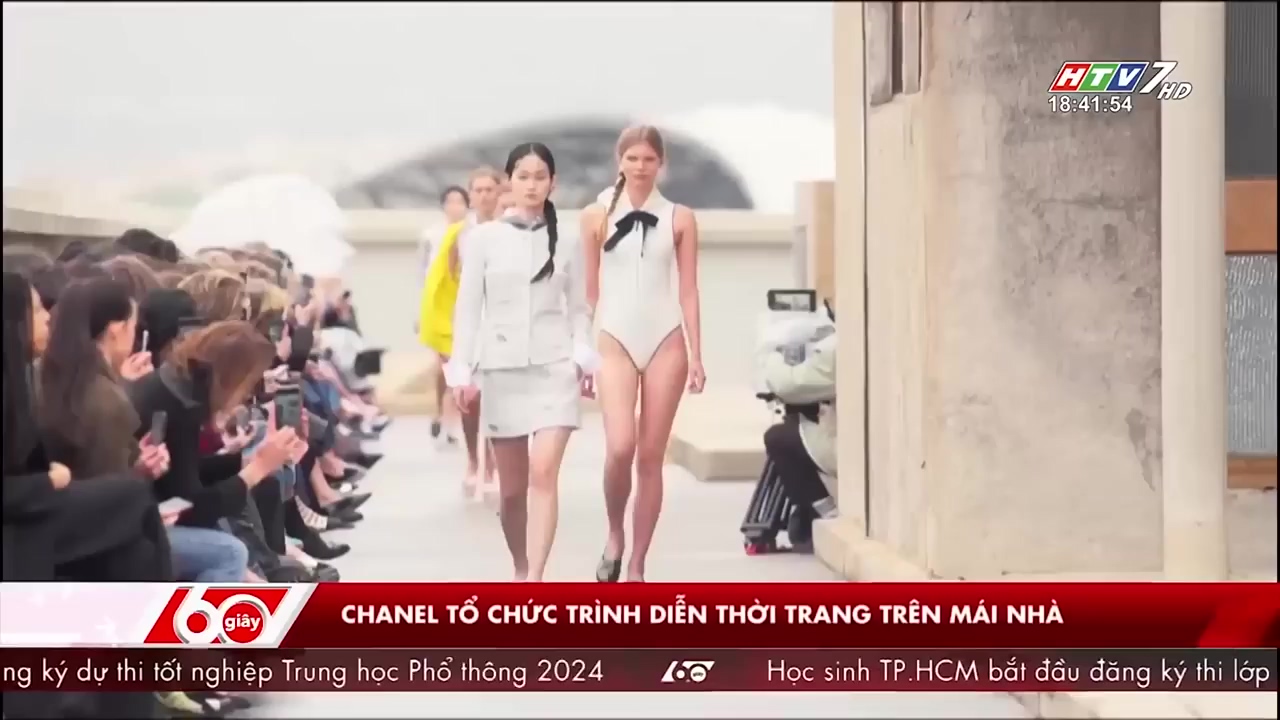 HTV7 HD
18:41:54
60 giây
CHANEL TỔ CHỨC TRÌNH DIỄN THỜI TRANG TRÊN MÁI NHÀ
ng ký dự thi tốt nghiệp Trung học Phổ thông 2024 60 giây Học sinh TP.HCM bắt đầu đăng ký thi lớp